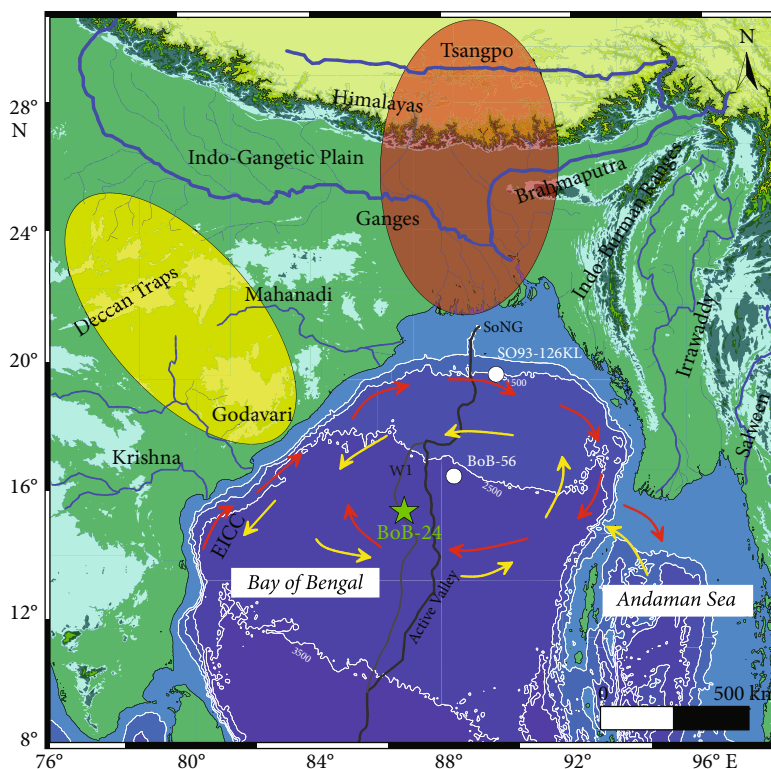 Tsangpo
N
28°
N
Himalayas
Indo-Gangetic Plain
Brahmaputra
Ganges
24°
Indo-Burman Ranges
Deccan Traps
Mahanadi
SoNG
20°
SO93-126KL
1500
Irrawaddy
Godavari
Salween
Krishna
W1
BoB-56
16°
2500
BoB-24
EICC
Bay of Bengal
Active Valley
Andaman Sea
12°
3500
0 500 km
8°
76° 80° 84° 88° 92° 96° E